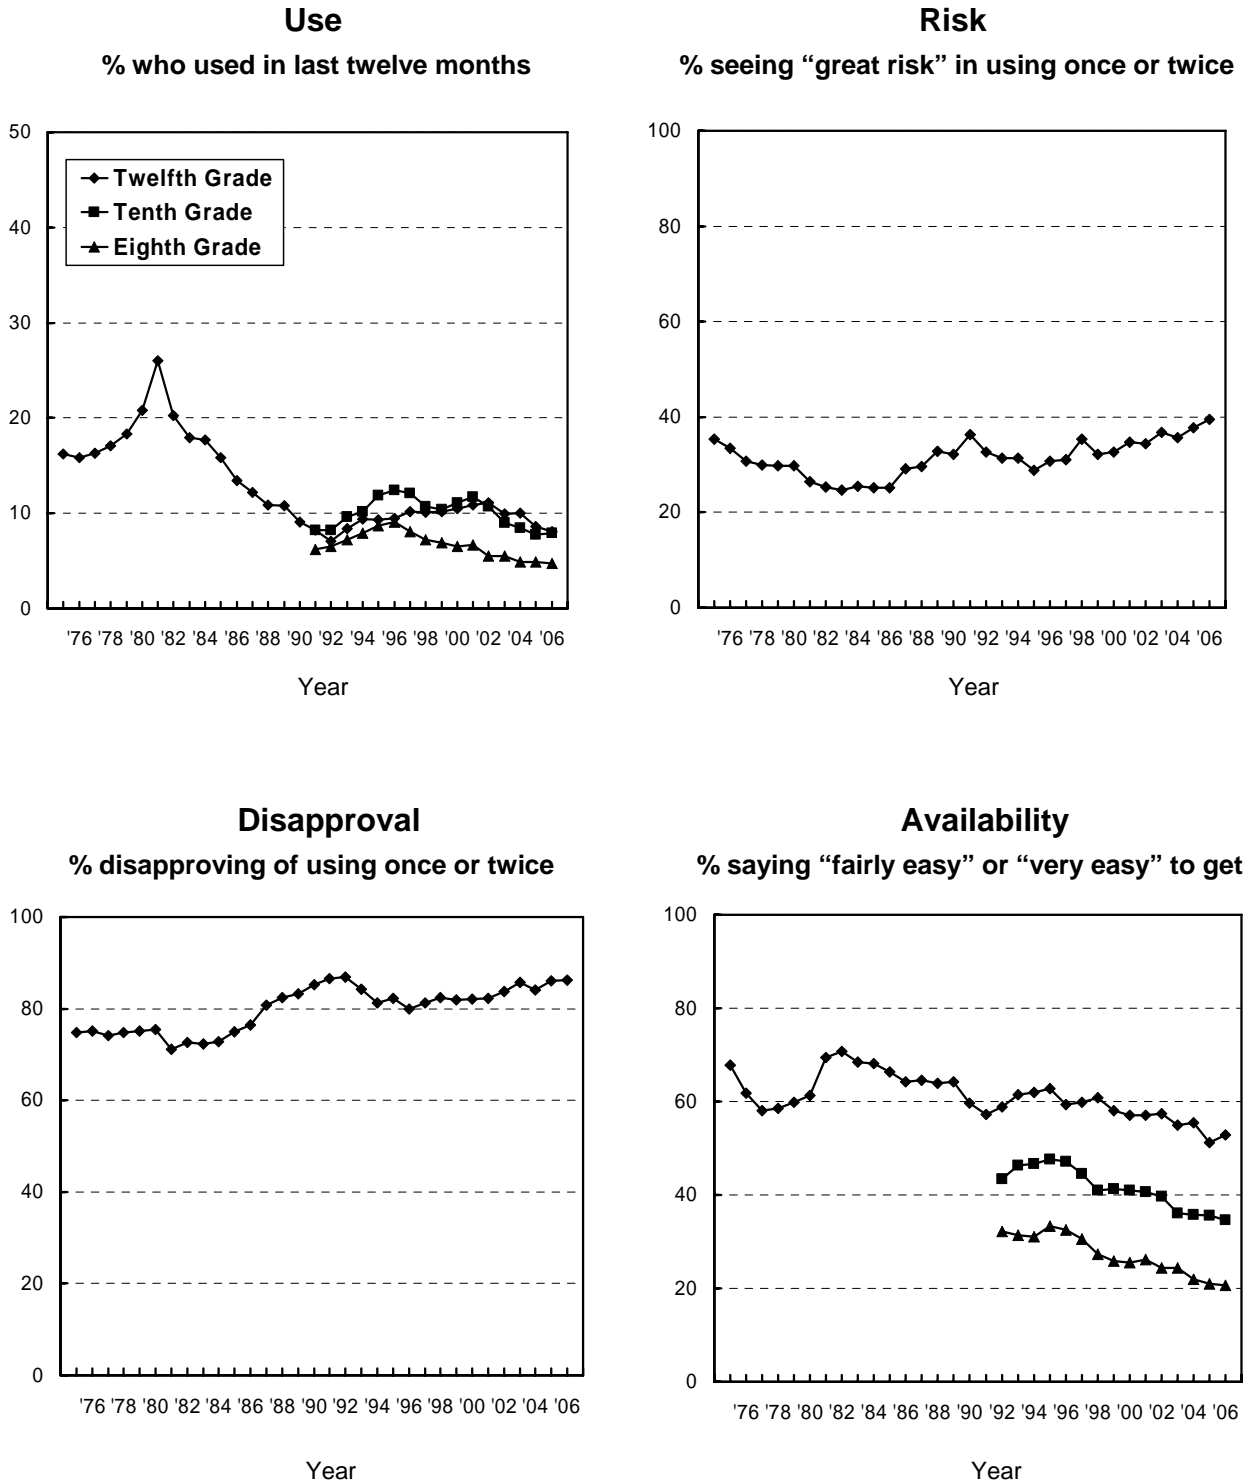 Use
% who used in last twelve months
50
40
30
20
10
0
Twelfth Grade
Tenth Grade
Eighth Grade
'76 '78 '80 '82 '84 '86 '88 '90 '92 '94 '96 '98 '00 '02 '04 '06
Year
Risk
% seeing “great risk” in using once or twice
100
80
60
40
20
0
'76 '78 '80 '82 '84 '86 '88 '90 '92 '94 '96 '98 '00 '02 '04 '06
Year
Disapproval
% disapproving of using once or twice
100
80
60
40
20
0
'76 '78 '80 '82 '84 '86 '88 '90 '92 '94 '96 '98 '00 '02 '04 '06
Year
Availability
% saying “fairly easy” or “very easy” to get
100
80
60
40
20
0
'76 '78 '80 '82 '84 '86 '88 '90 '92 '94 '96 '98 '00 '02 '04 '06
Year